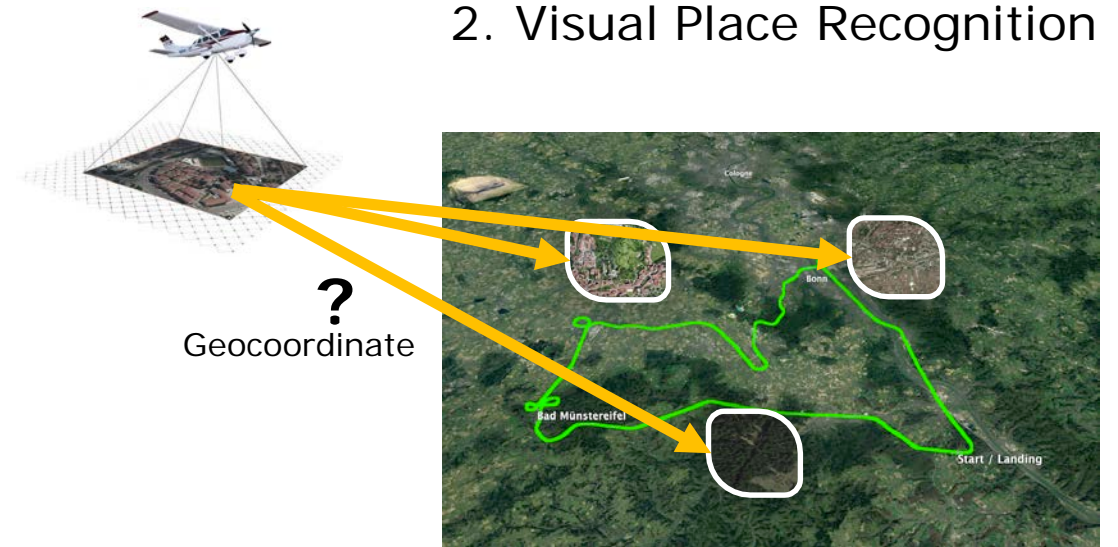 2. Visual Place Recognition
Cologne
Bonn
?
Geocoordinate
Bad Münstereifel
Start / Landing